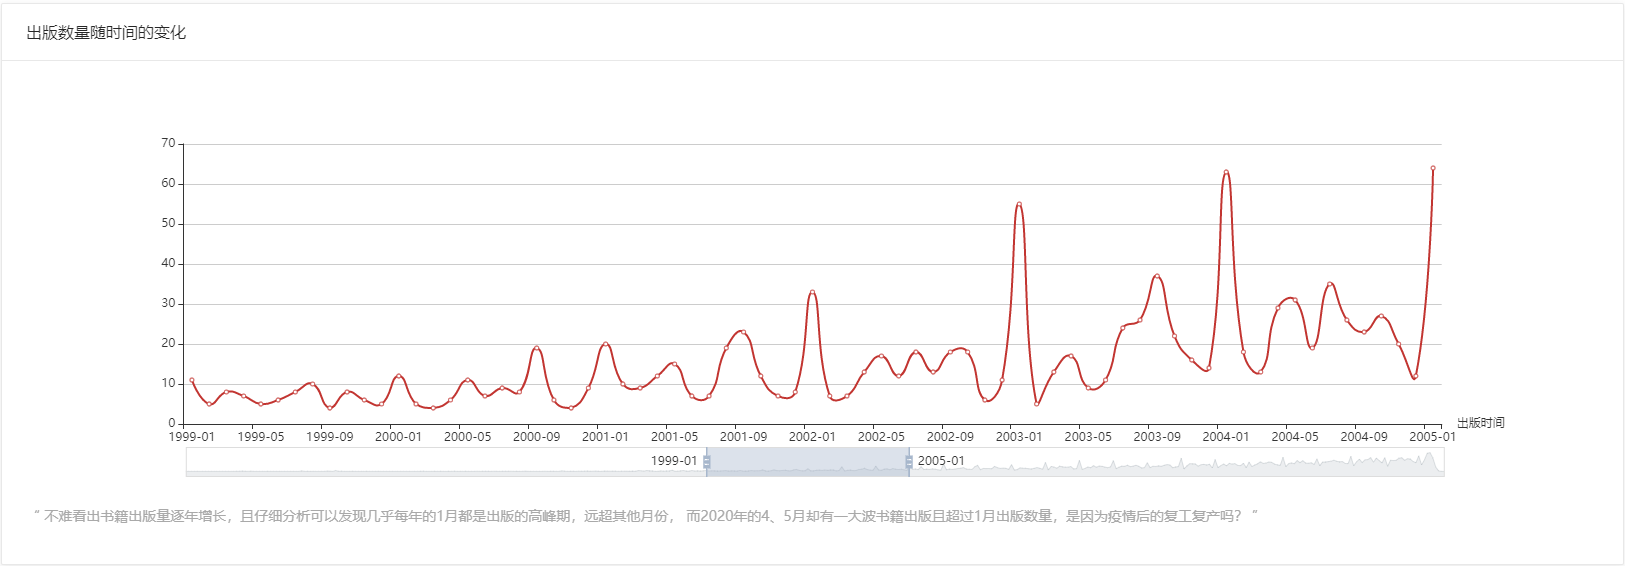 出版数量随时间的变化
70
60
50
40
30
20
10
0
出版时间
1999-01 1999-05 1999-09 2000-01 2000-05 2000-09 2001-01 2001-05 2001-09 2002-01 2002-05 2002-09 2003-01 2003-05 2003-09 2004-01 2004-05 2004-09 2005-01
1999-01 2005-01
“ 不难看出书籍出版量逐年增长，且仔细分析可以发现几乎每年的1月都是出版的高峰期，远超其他月份， 而2020年的4、5月却有一大波书籍出版且超过1月出版数量，是因为疫情后的复工复产吗？ ”